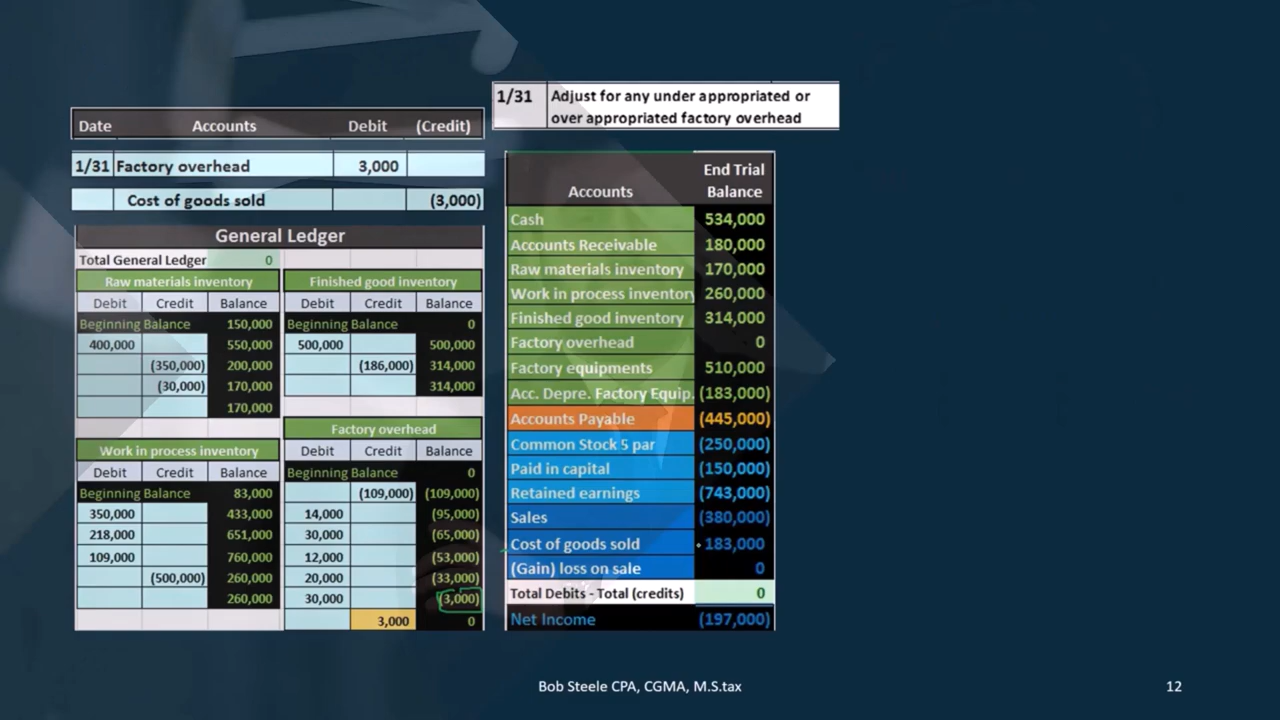 1/31 Adjust for any under appropriated or
over appropriated factory overhead
Date Accounts Debit (Credit)
1/31 Factory overhead 3,000
Cost of goods sold (3,000)
General Ledger
Total General Ledger 0
Raw materials inventory Finished good inventory
Debit Credit Balance Debit Credit Balance
Beginning Balance 150,000 Beginning Balance 0
400,000 550,000 500,000 500,000
(350,000) 200,000 (186,000) 314,000
(30,000) 170,000 314,000
170,000
Factory overhead
Work in process inventory Debit Credit Balance
Debit Credit Balance Beginning Balance 0
Beginning Balance 83,000 (109,000) (109,000)
350,000 433,000 14,000 (95,000)
218,000 651,000 30,000 (65,000)
109,000 760,000 12,000 (53,000)
(500,000) 260,000 20,000 (33,000)
260,000 30,000 (3,000)
3,000 0
End Trial
Accounts Balance
Cash 534,000
Accounts Receivable 180,000
Raw materials inventory 170,000
Work in process inventory 260,000
Finished good inventory 314,000
Factory overhead 0
Factory equipments 510,000
Acc. Depre. Factory Equip. (183,000)
Accounts Payable (445,000)
Common Stock 5 par (250,000)
Paid in capital (150,000)
Retained earnings (743,000)
Sales (380,000)
Cost of goods sold 183,000
(Gain) loss on sale 0
Total Debits - Total (credits) 0
Net Income (197,000)
Bob Steele CPA, CGMA, M.S.tax 12